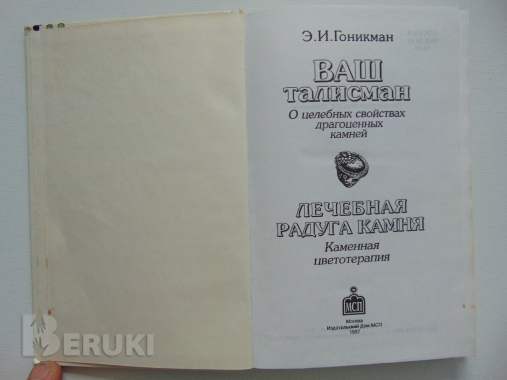 Э.И.Гоникман
ВАШ
талисман
О целебных свойствах
драгоценных
камней
ЛЕЧЕБНАЯ
РАДУГА КАМНЯ
Каменная
цветотерапия
МСП
Москва
Издательский Дом МСП
1997
BERUKI